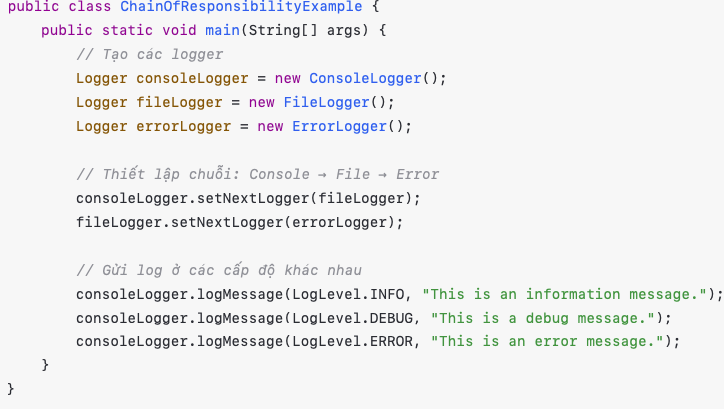 public class ChainOfResponsibilityExample {
    public static void main(String[] args) {
        // Tạo các logger
        Logger consoleLogger = new ConsoleLogger();
        Logger fileLogger = new FileLogger();
        Logger errorLogger = new ErrorLogger();

        // Thiết lập chuỗi: Console → File → Error
        consoleLogger.setNextLogger(fileLogger);
        fileLogger.setNextLogger(errorLogger);

        // Gửi log ở các cấp độ khác nhau
        consoleLogger.logMessage(LogLevel.INFO, "This is an information message.");
        consoleLogger.logMessage(LogLevel.DEBUG, "This is a debug message.");
        consoleLogger.logMessage(LogLevel.ERROR, "This is an error message.");
    }
}